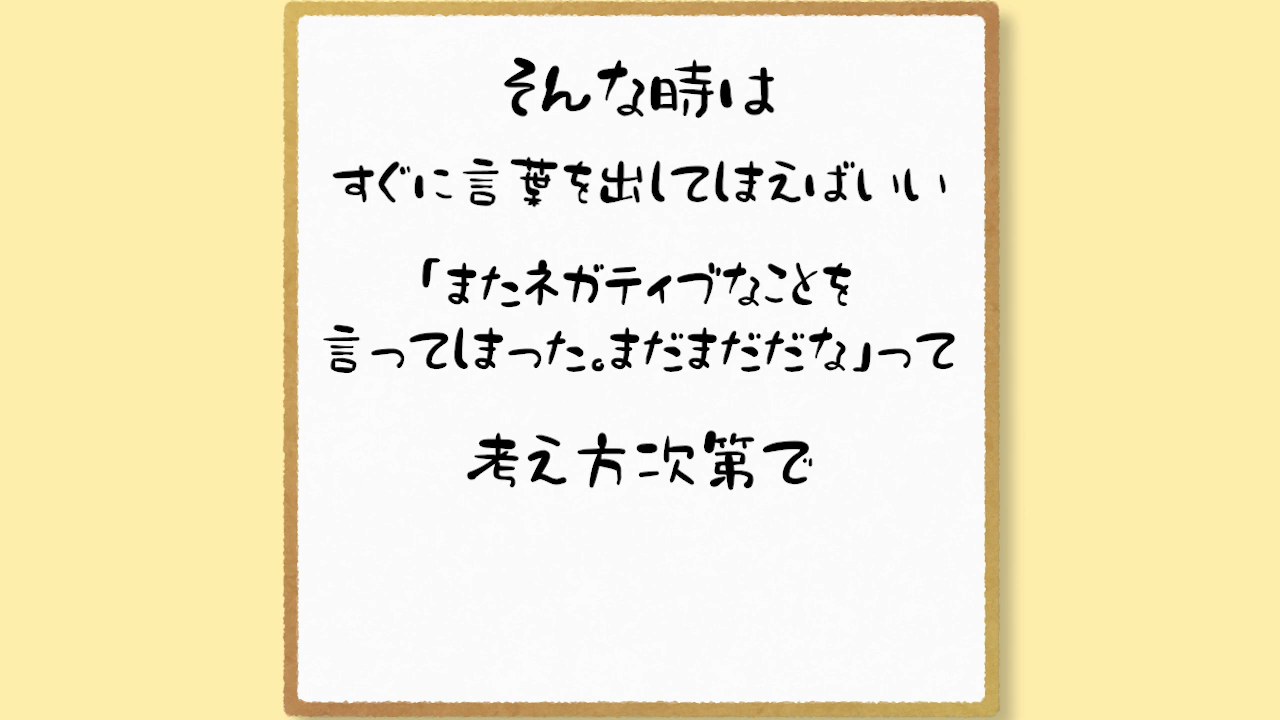 そんな時は
すぐに言葉を出してしまえばいい
「またネガティブなことを
言ってしまった。まだまだだな」って
考え方次第で